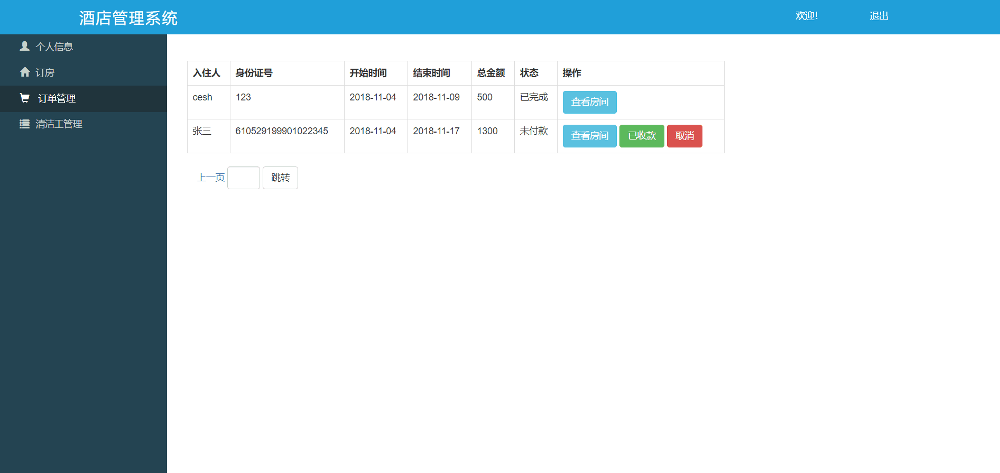 酒店管理系统 欢迎! 退出
个人信息
订房
订单管理
清洁工管理
入住人 身份证号 开始时间 结束时间 总金额 状态 操作
cesh 123 2018-11-04 2018-11-09 500 已完成 查看房间
张三 610529199901022345 2018-11-04 2018-11-17 1300 未付款 查看房间 已收款 取消
上一页 跳转